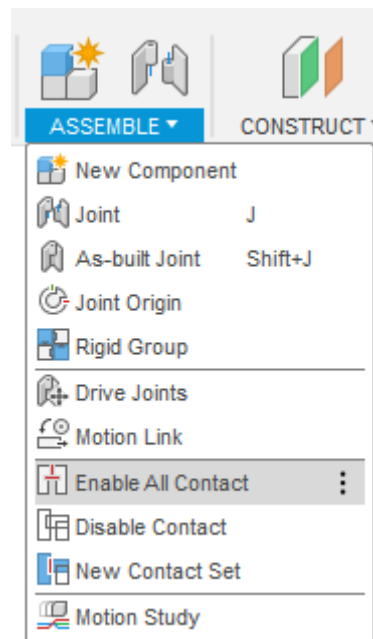 ASSEMBLE
CONSTRUCT
New Component
Joint J
As-built Joint Shift+J
Joint Origin
Rigid Group
Drive Joints
Motion Link
Enable All Contact
Disable Contact
New Contact Set
Motion Study